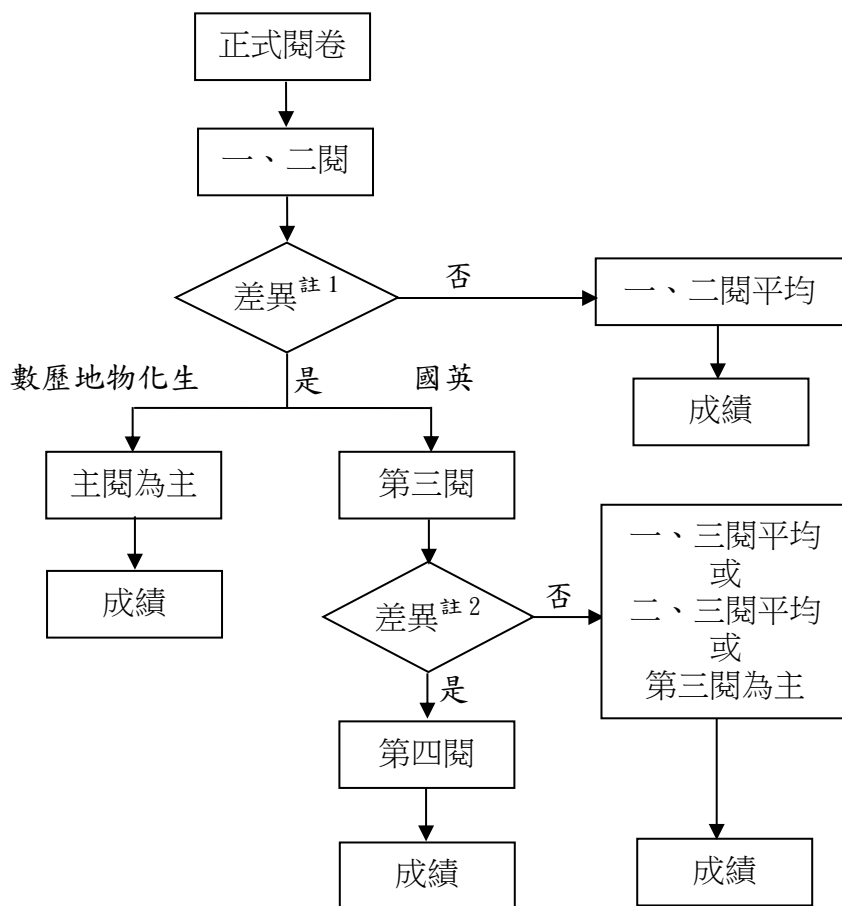 正式閱卷
一、二閱
差異註1
否
一、二閱平均
成績
數歷地物化生
是
國英
主閱為主
成績
第三閱
差異註2
否
一、三閱平均
或
二、三閱平均
或
第三閱為主
是
第四閱
成績
成績